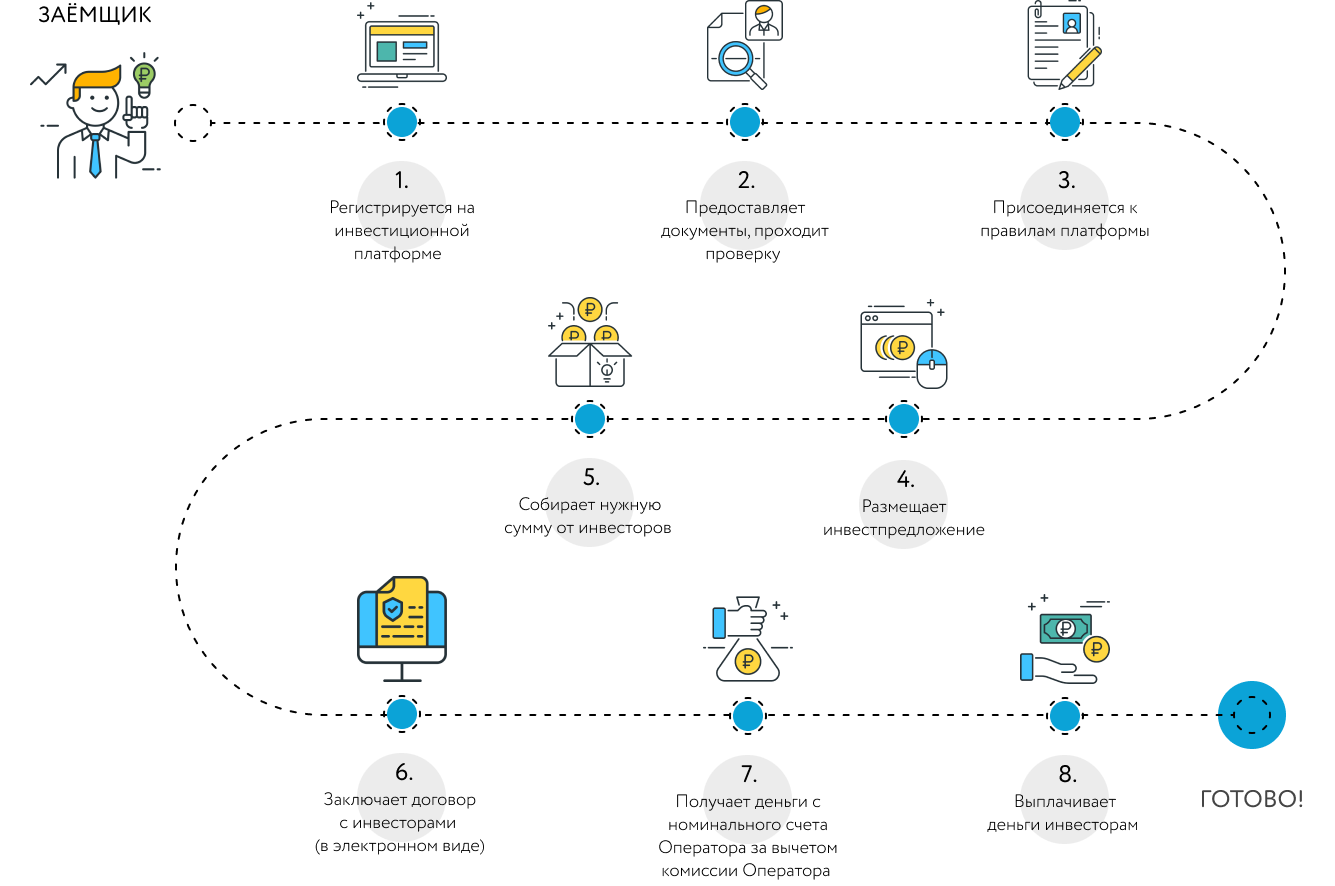 ЗАЁМЩИК
1.
Регистрируется на
инвестиционной
платформе
2.
Предоставляет
документы, проходит
проверку
3.
Присоединяется к
правилам платформы
4.
Размещает
инвестпредложение
5.
Собирает нужную
сумму от инвесторов
6.
Заключает договор
с инвесторами
(в электронном виде)
7.
Получает деньги с
номинального счета
Оператора за вычетом
комиссии Оператора
8.
Выплачивает
деньги инвесторам
ГОТОВО!